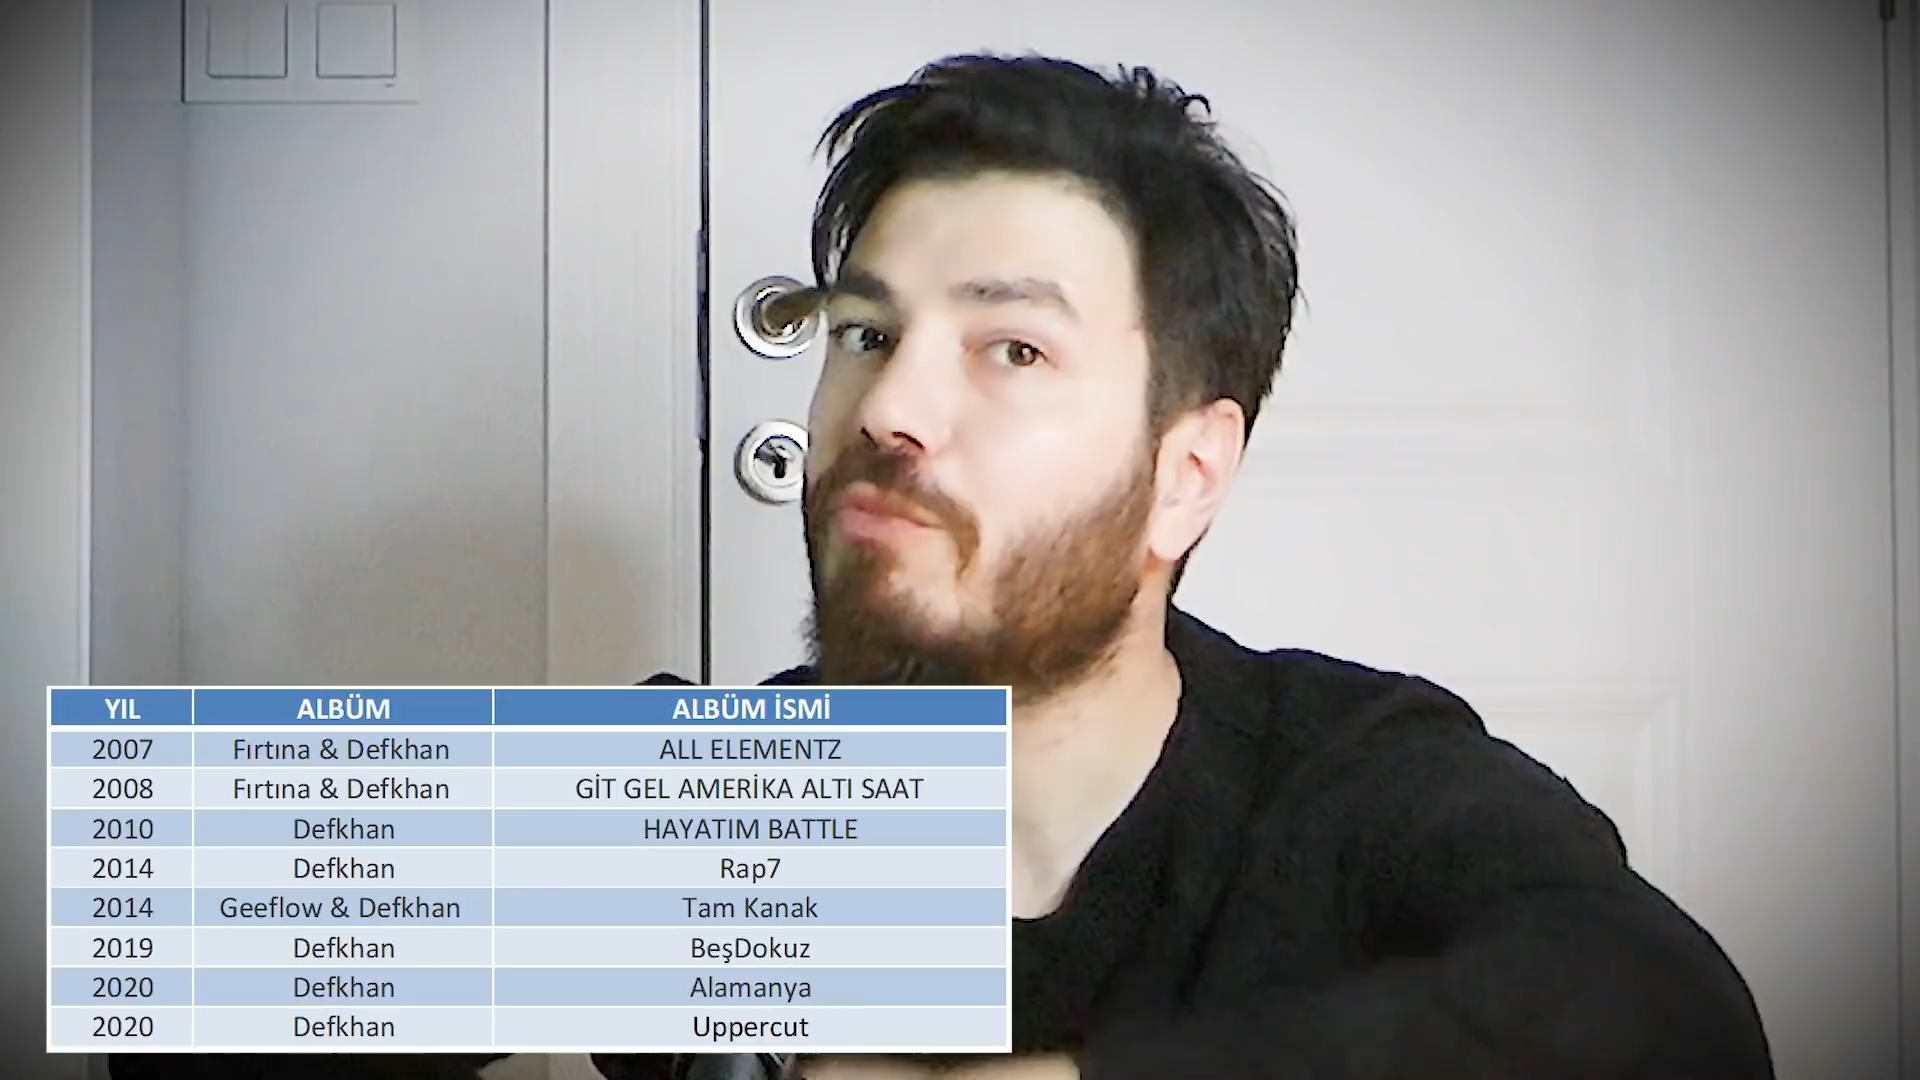 YIL ALBÜM ALBÜM İSMİ
2007 Fırtına & Defkhan ALL ELEMENTZ
2008 Fırtına & Defkhan GİT GEL AMERİKA ALTI SAAT
2010 Defkhan HAYATIM BATTLE
2014 Defkhan Rap7
2014 Geeflow & Defkhan Tam Kanak
2019 Defkhan BeşDokuz
2020 Defkhan Alamanya
2020 Defkhan Uppercut